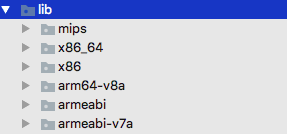 lib
mips
x86_64
x86
arm64-v8a
armeabi
armeabi-v7a